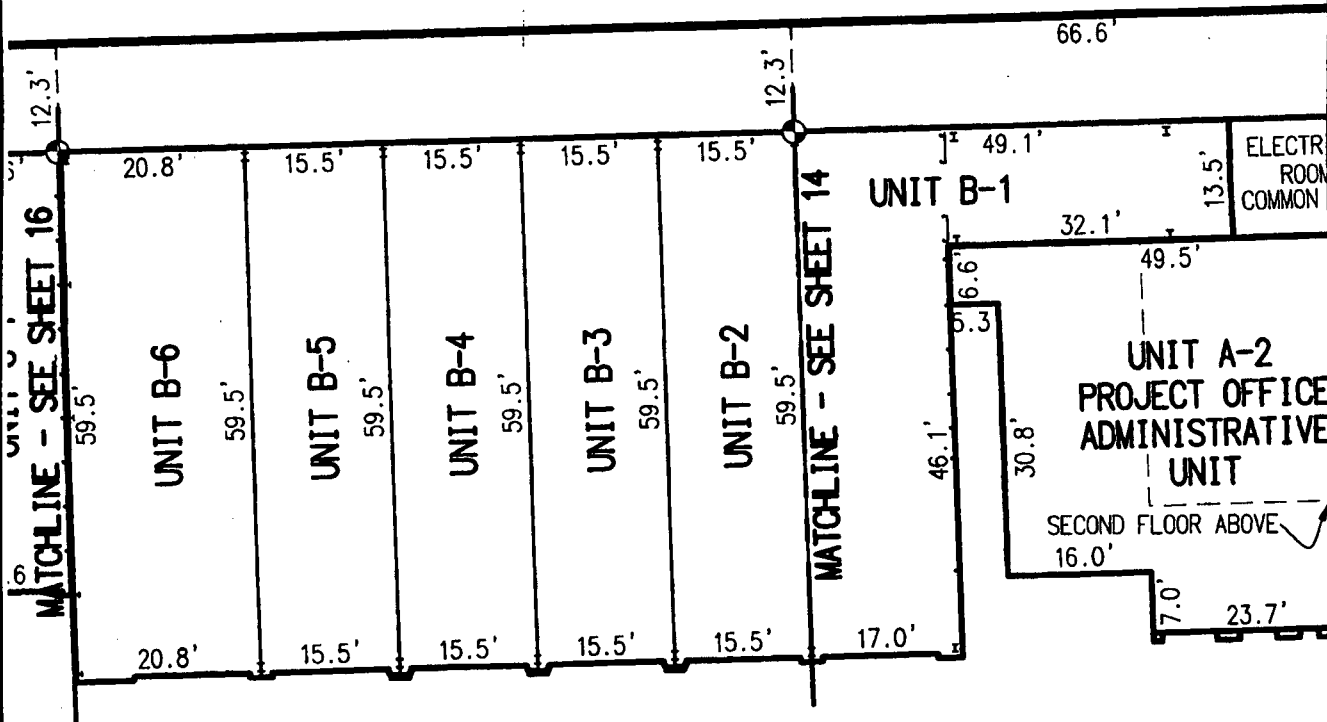 66.6'
12.3'
12.3'
20.8'
15.5'
15.5'
15.5'
15.5'
49.1'
ELECTR
ROOM
COMMON
13.5'
UNIT B-1
32.1'
49.5'
6.6'
5.3
MATCHLINE - SEE SHEET 16
59.5'
UNIT B-6
59.5'
UNIT B-5
59.5'
UNIT B-4
59.5'
UNIT B-3
59.5'
UNIT B-2
59.5'
MATCHLINE - SEE SHEET 14
46.1'
30.8'
UNIT A-2
PROJECT OFFICE
ADMINISTRATIVE
UNIT
SECOND FLOOR ABOVE
16.0'
7.0'
23.7'
.6
20.8'
15.5'
15.5'
15.5'
15.5'
17.0'